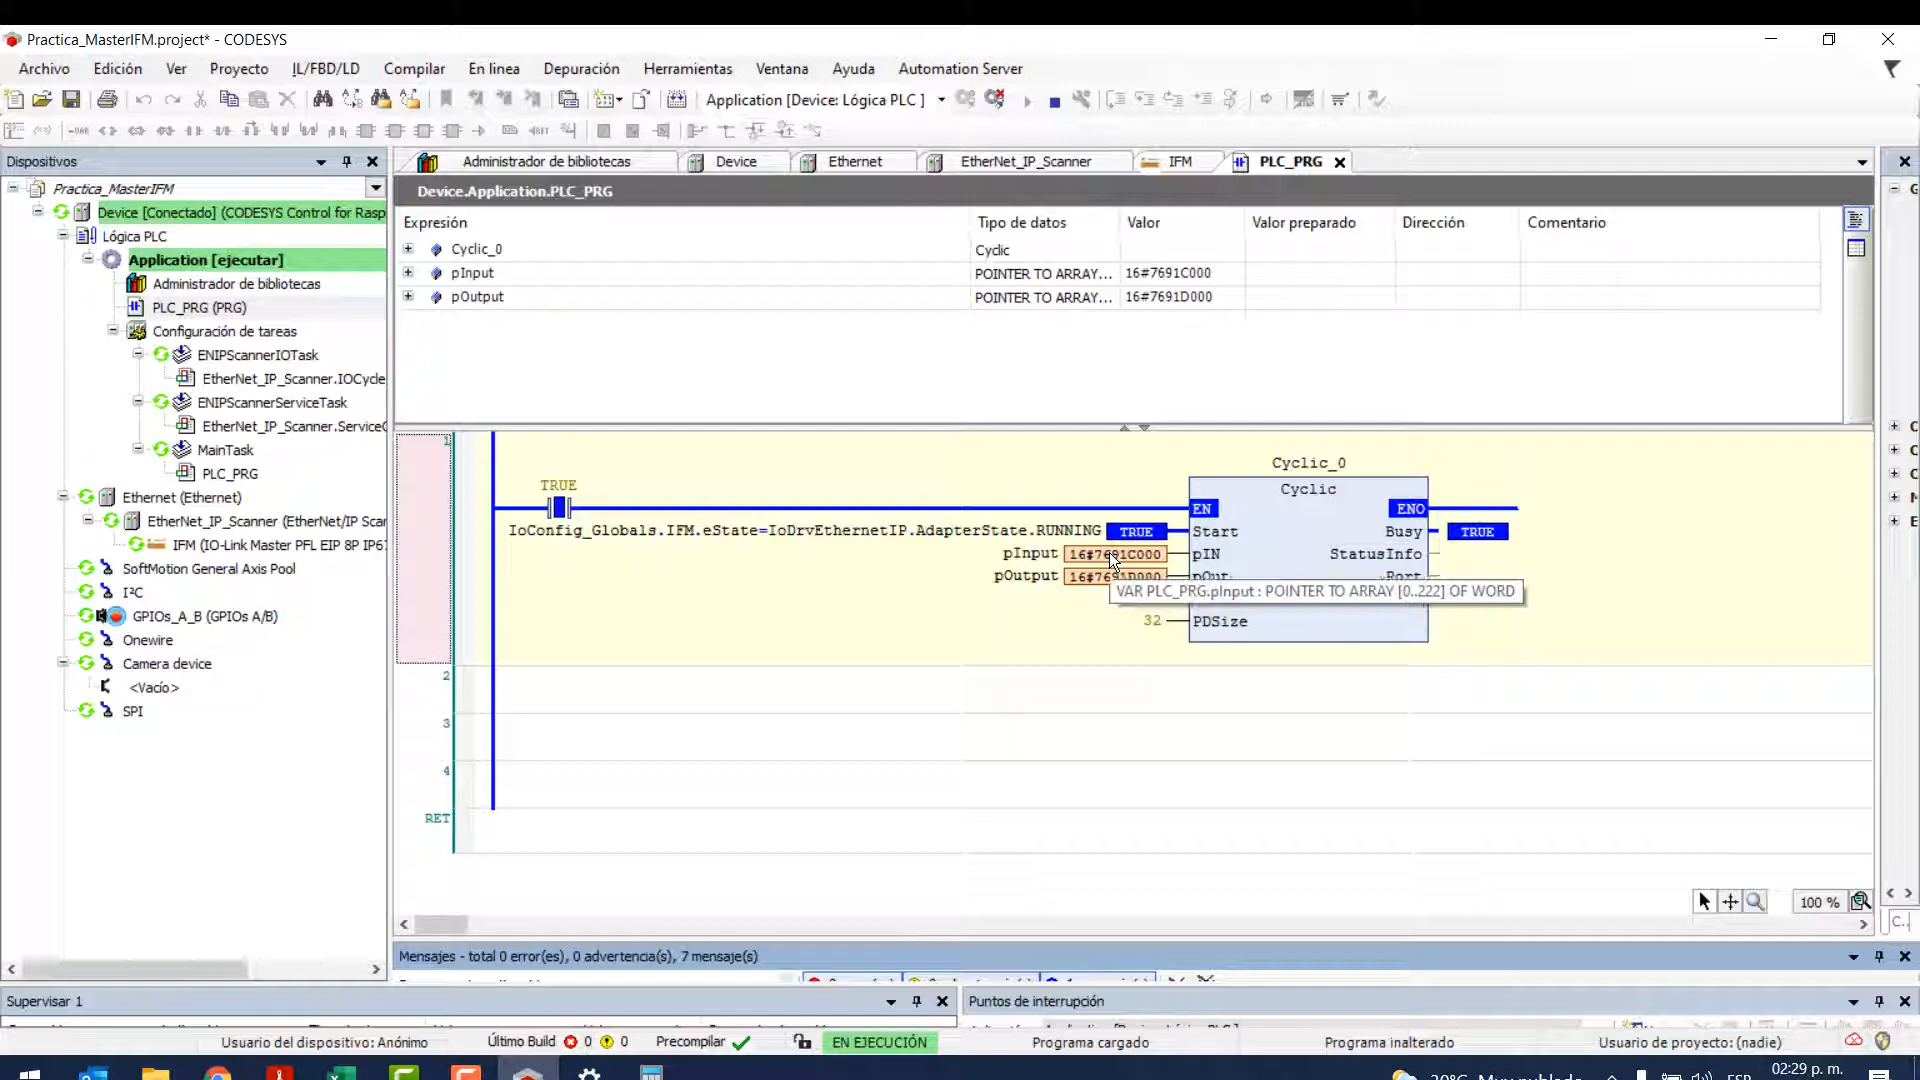 Practica_MasterIFM.project* - CODESYS
Archivo Edición Ver Proyecto IL/FBD/LD Compilar En linea Depuración Herramientas Ventana Ayuda Automation Server
Application [Device: Lógica PLC ]
Dispositivos
Administrador de bibliotecas Device Ethernet EtherNet_IP_Scanner IFM PLC_PRG
Practica_MasterIFM
Device [Conectado] (CODESYS Control for Rasp
Lógica PLC
Application [ejecutar]
Administrador de bibliotecas
PLC_PRG (PRG)
Configuración de tareas
ENIPScannerIOTask
EtherNet_IP_Scanner.IOCycle
ENIPScannerServiceTask
EtherNet_IP_Scanner.ServiceC
MainTask
PLC_PRG
Ethernet (Ethernet)
EtherNet_IP_Scanner (EtherNet/IP Scar
IFM (IO-Link Master PFL EIP 8P IP67
SoftMotion General Axis Pool
I²C
GPIOs_A_B (GPIOs A/B)
Onewire
Camera device
<Vacío>
SPI
Device.Application.PLC_PRG
Expresión Tipo de datos Valor Valor preparado Dirección Comentario
Cyclic_0 Cyclic
pInput POINTER TO ARRAY... 16#7691C000
pOutput POINTER TO ARRAY... 16#7691D000
1
Cyclic_0
TRUE Cyclic
EN ENO
IoConfig_Globals.IFM.eState=IoDrvEthernetIP.AdapterState.RUNNING TRUE Start Busy TRUE
pInput 16#7691C000 pIN StatusInfo
pOutput 16#7691D000 pOut Port
VAR PLC_PRG.pInput : POINTER TO ARRAY [0..222] OF WORD
32 PDSize
2
3
4
RET
100 %
Mensajes - total 0 error(es), 0 advertencia(s), 7 mensaje(s)
Supervisar 1 Puntos de interrupción
Usuario del dispositivo: Anónimo Último Build 0 0 Precompilar EN EJECUCIÓN Programa cargado Programa inalterado Usuario de proyecto: (nadie)
02:29 p. m.